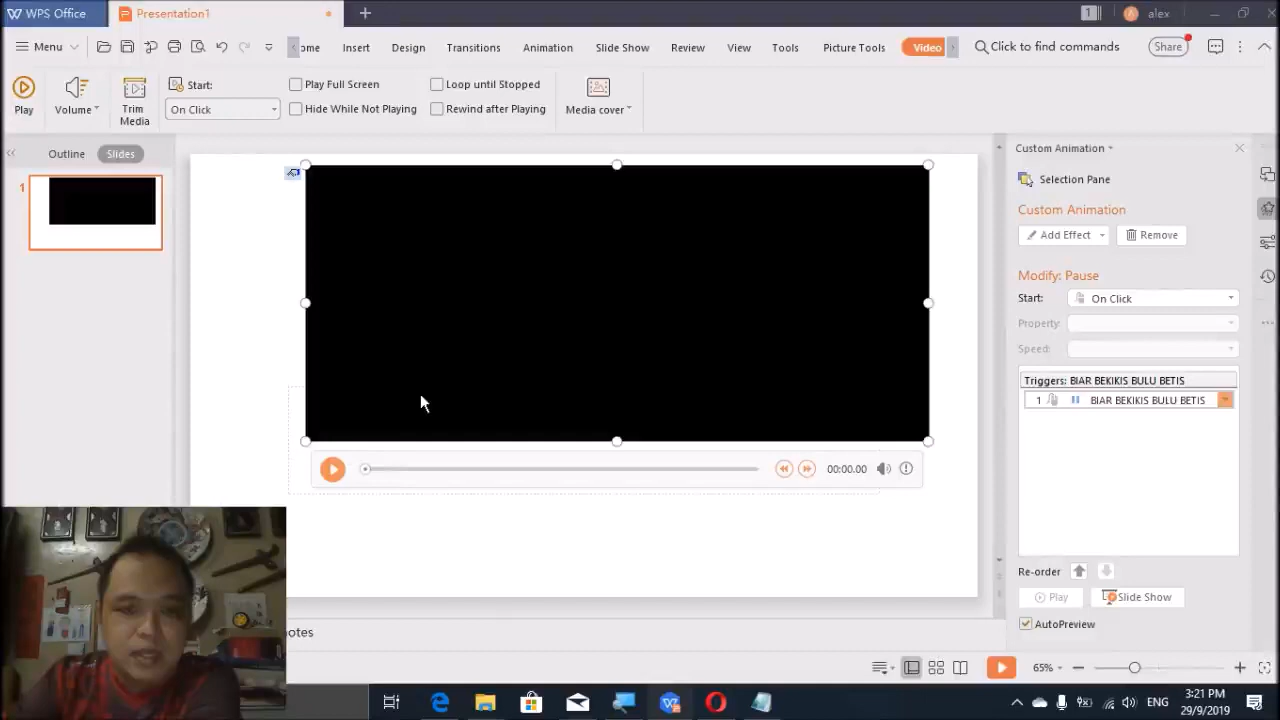 WPS Office
Presentation1
1
alex
Menu
ome
Insert
Design
Transitions
Animation
Slide Show
Review
View
Tools
Picture Tools
Video
Click to find commands
Share
Play
Volume
Trim
Media
Start:
On Click
Play Full Screen
Hide While Not Playing
Loop until Stopped
Rewind after Playing
Media cover
Outline
Slides
1
00:00.00
otes
Custom Animation
Selection Pane
Custom Animation
Add Effect
Remove
Modify: Pause
Start:
On Click
Property:
Speed:
Triggers: BIAR BEKIKIS BULU BETIS
1 BIAR BEKIKIS BULU BETIS
Re-order
Play
Slide Show
AutoPreview
65%
ENG
3:21 PM
29/9/2019